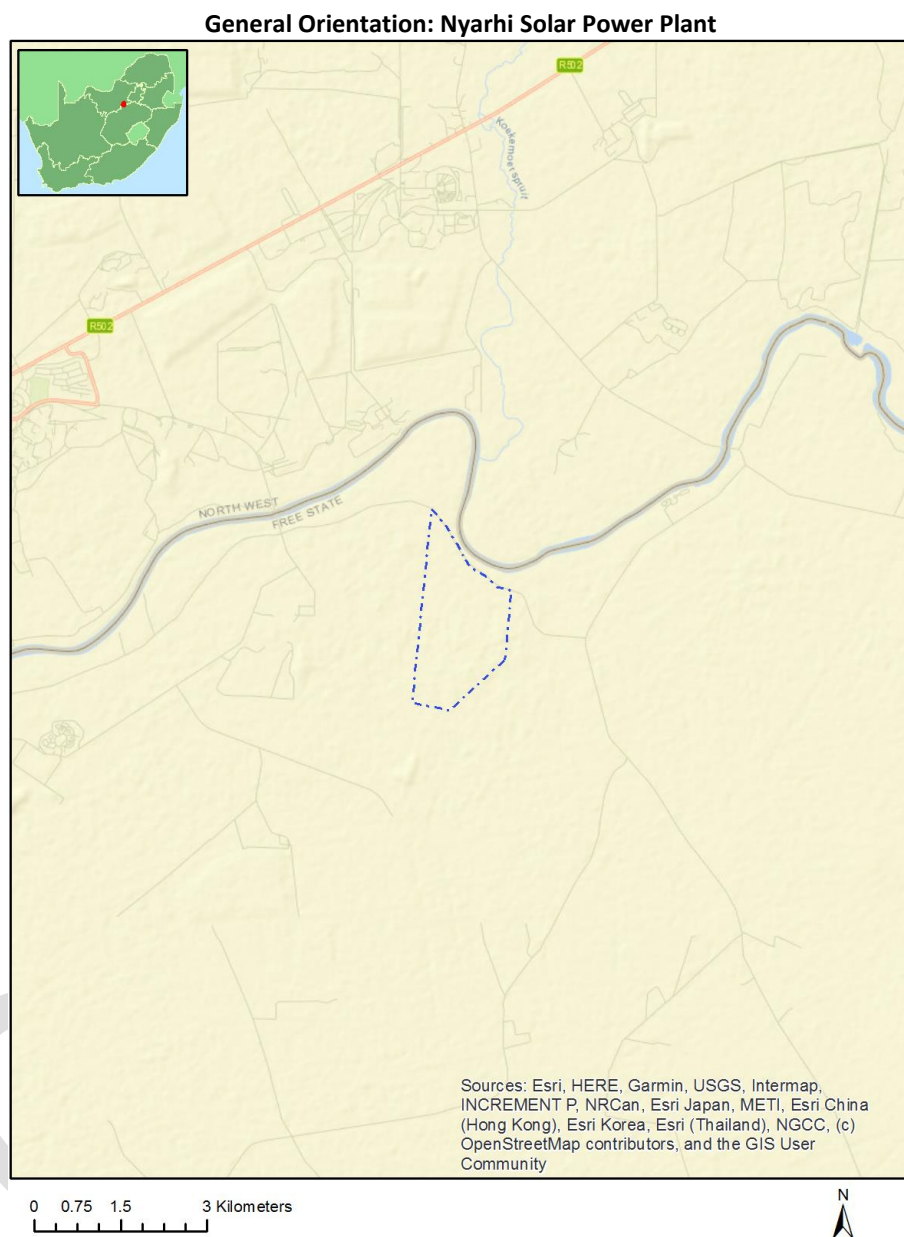 General Orientation: Nyarhi Solar Power Plant
R502
Koekemoer spruit
R502
NORTH WEST
FREE STATE
Sources: Esri, HERE, Garmin, USGS, Intermap,
INCREMENT P, NRCan, Esri Japan, METI, Esri China
(Hong Kong), Esri Korea, Esri (Thailand), NGCC, (c)
OpenStreetMap contributors, and the GIS User
Community
0 0.75 1.5 3 Kilometers
N